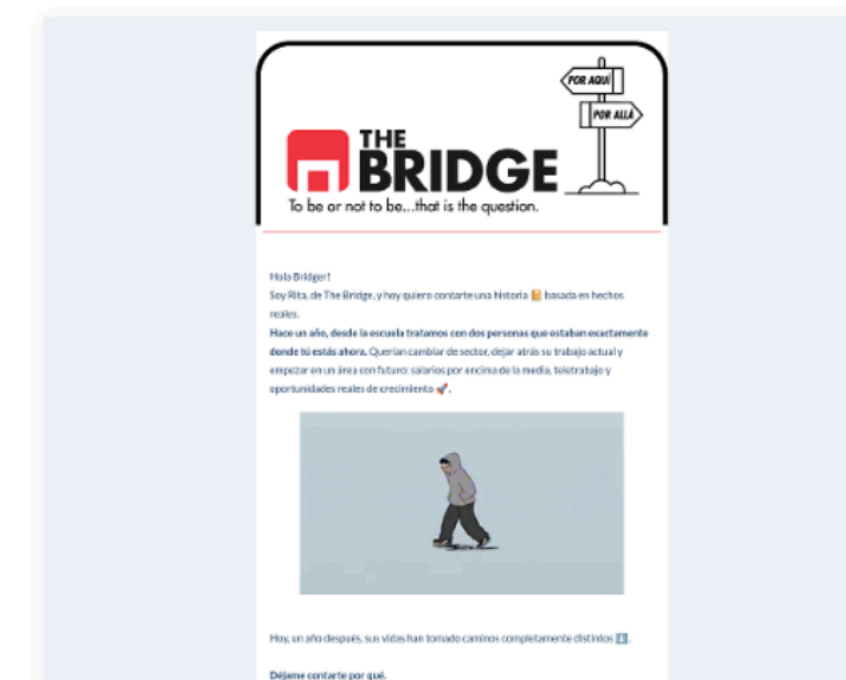 POR AQUÍ
POR ALLÁ
THE
BRIDGE
To be or not to be...that is the question.
Hola Bridger!
Soy Rita, de The Bridge, y hoy quiero contarte una historia 📔 basada en hechos
reales.
Hace un año, desde la escuela tratamos con dos personas que estaban exactamente
donde tú estás ahora. Querían cambiar de sector, dejar atrás su trabajo actual y
empezar en un área con futuro: salarios por encima de la media, teletrabajo y
oportunidades reales de crecimiento 🚀.
Hoy, un año después, sus vidas han tomado caminos completamente distintos ⬇️.
Déjame contarte por qué.